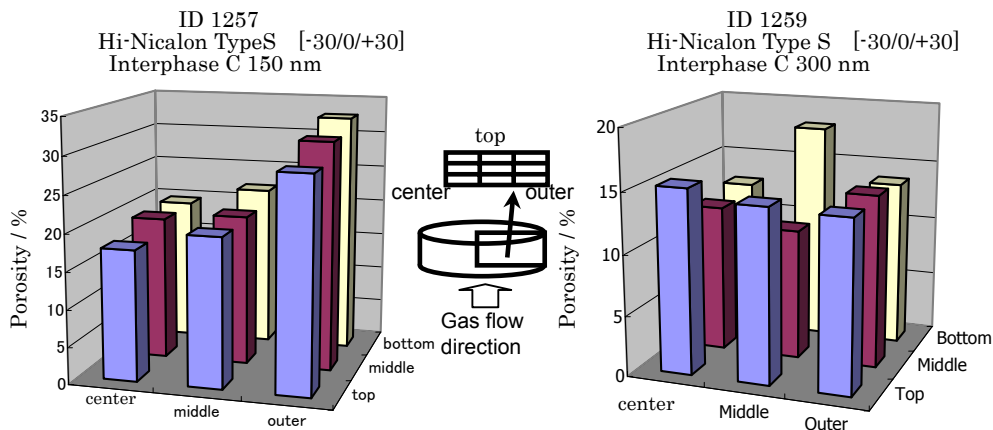 ID 1257
Hi-Nicalon TypeS [-30/0/+30]
Interphase C 150 nm
35
30
25
20
15
10
5
0
Porosity / %
center
middle
outer
top
middle
bottom
top
center
outer
Gas flow
direction
ID 1259
Hi-Nicalon Type S [-30/0/+30]
Interphase C 300 nm
20
15
10
5
0
Porosity / %
center
Middle
Outer
Top
Middle
Bottom